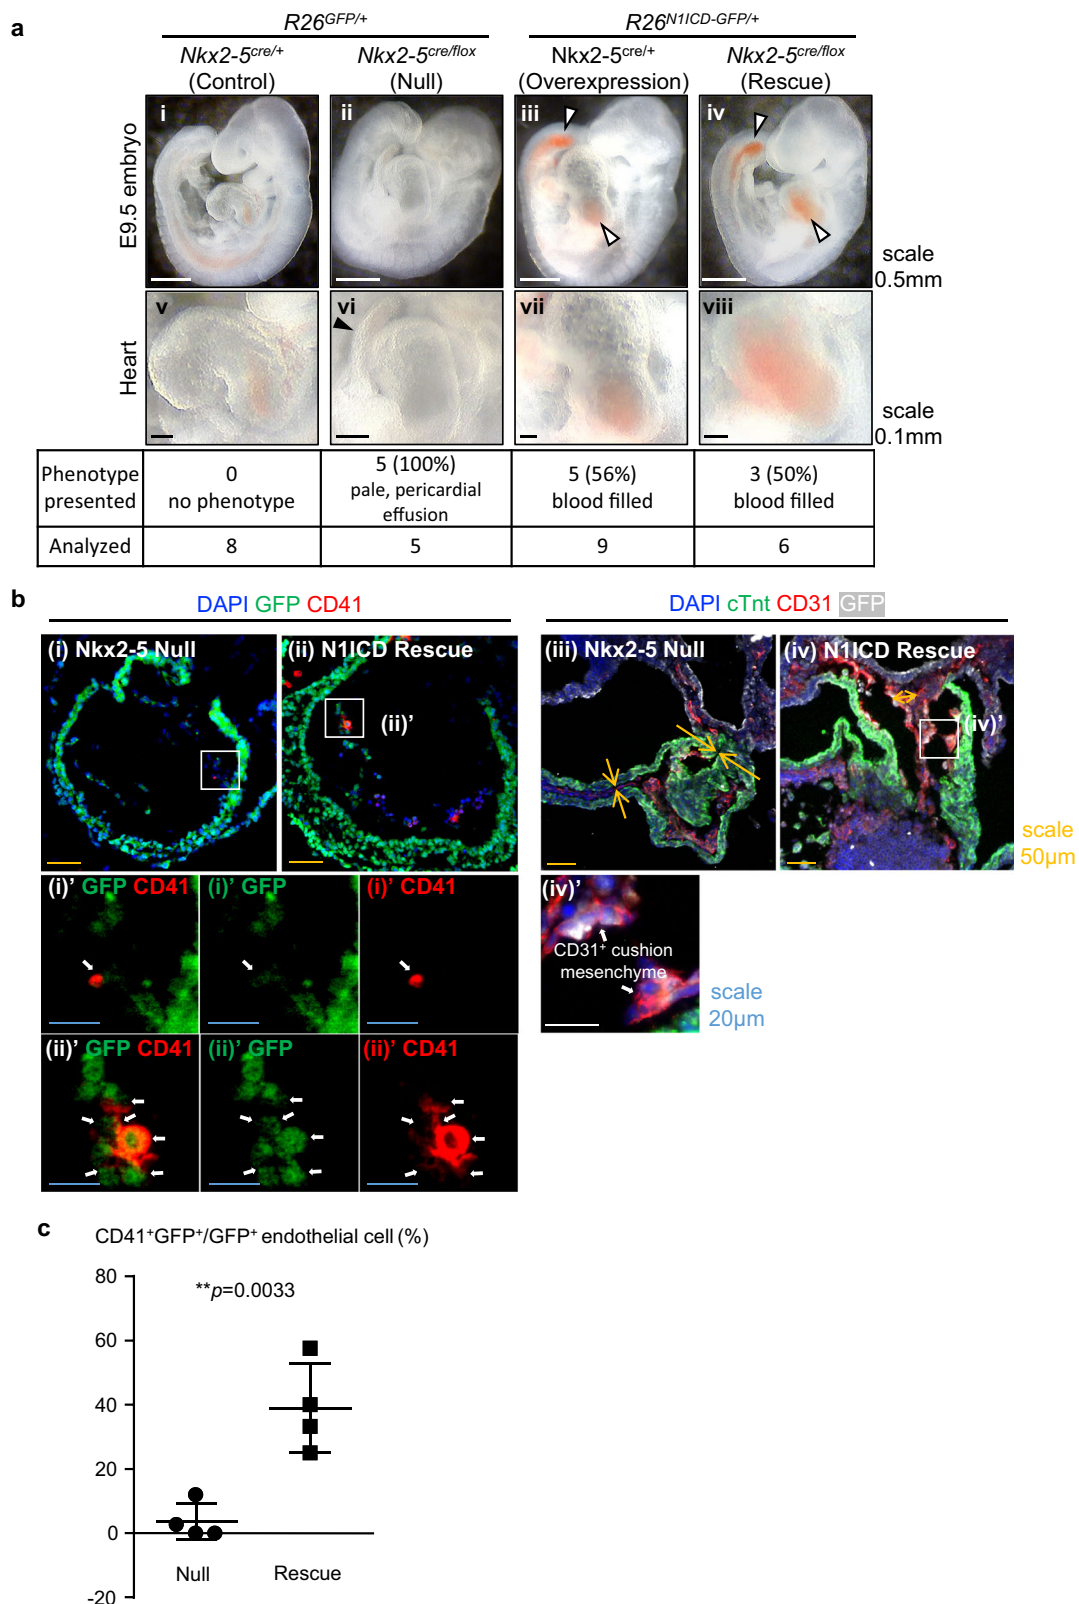 a
R26GFP/+
R26N1ICD-GFP/+
Nkx2-5cre/+
(Control)
Nkx2-5cre/flox
(Null)
Nkx2-5cre/+
(Overexpression)
Nkx2-5cre/flox
(Rescue)
E9.5 embryo
i
ii
iii
iv
scale
0.5mm
Heart
v
vi
vii
viii
scale
0.1mm
Phenotype
presented
0
no phenotype
5 (100%)
pale, pericardial
effusion
5 (56%)
blood filled
3 (50%)
blood filled
Analyzed
8
5
9
6
b
DAPI GFP CD41
DAPI cTnt CD31 GFP
(i) Nkx2-5 Null
(ii) N1ICD Rescue
(ii)'
(iii) Nkx2-5 Null
(iv) N1ICD Rescue
(iv)'
scale
50μm
(i)' GFP CD41
(i)' GFP
(i)' CD41
(iv)'
CD31+ cushion
mesenchyme
scale
20μm
(ii)' GFP CD41
(ii)' GFP
(ii)' CD41
c
CD41+GFP+/GFP+ endothelial cell (%)
**p=0.0033
80
60
40
20
0
-20
Null
Rescue